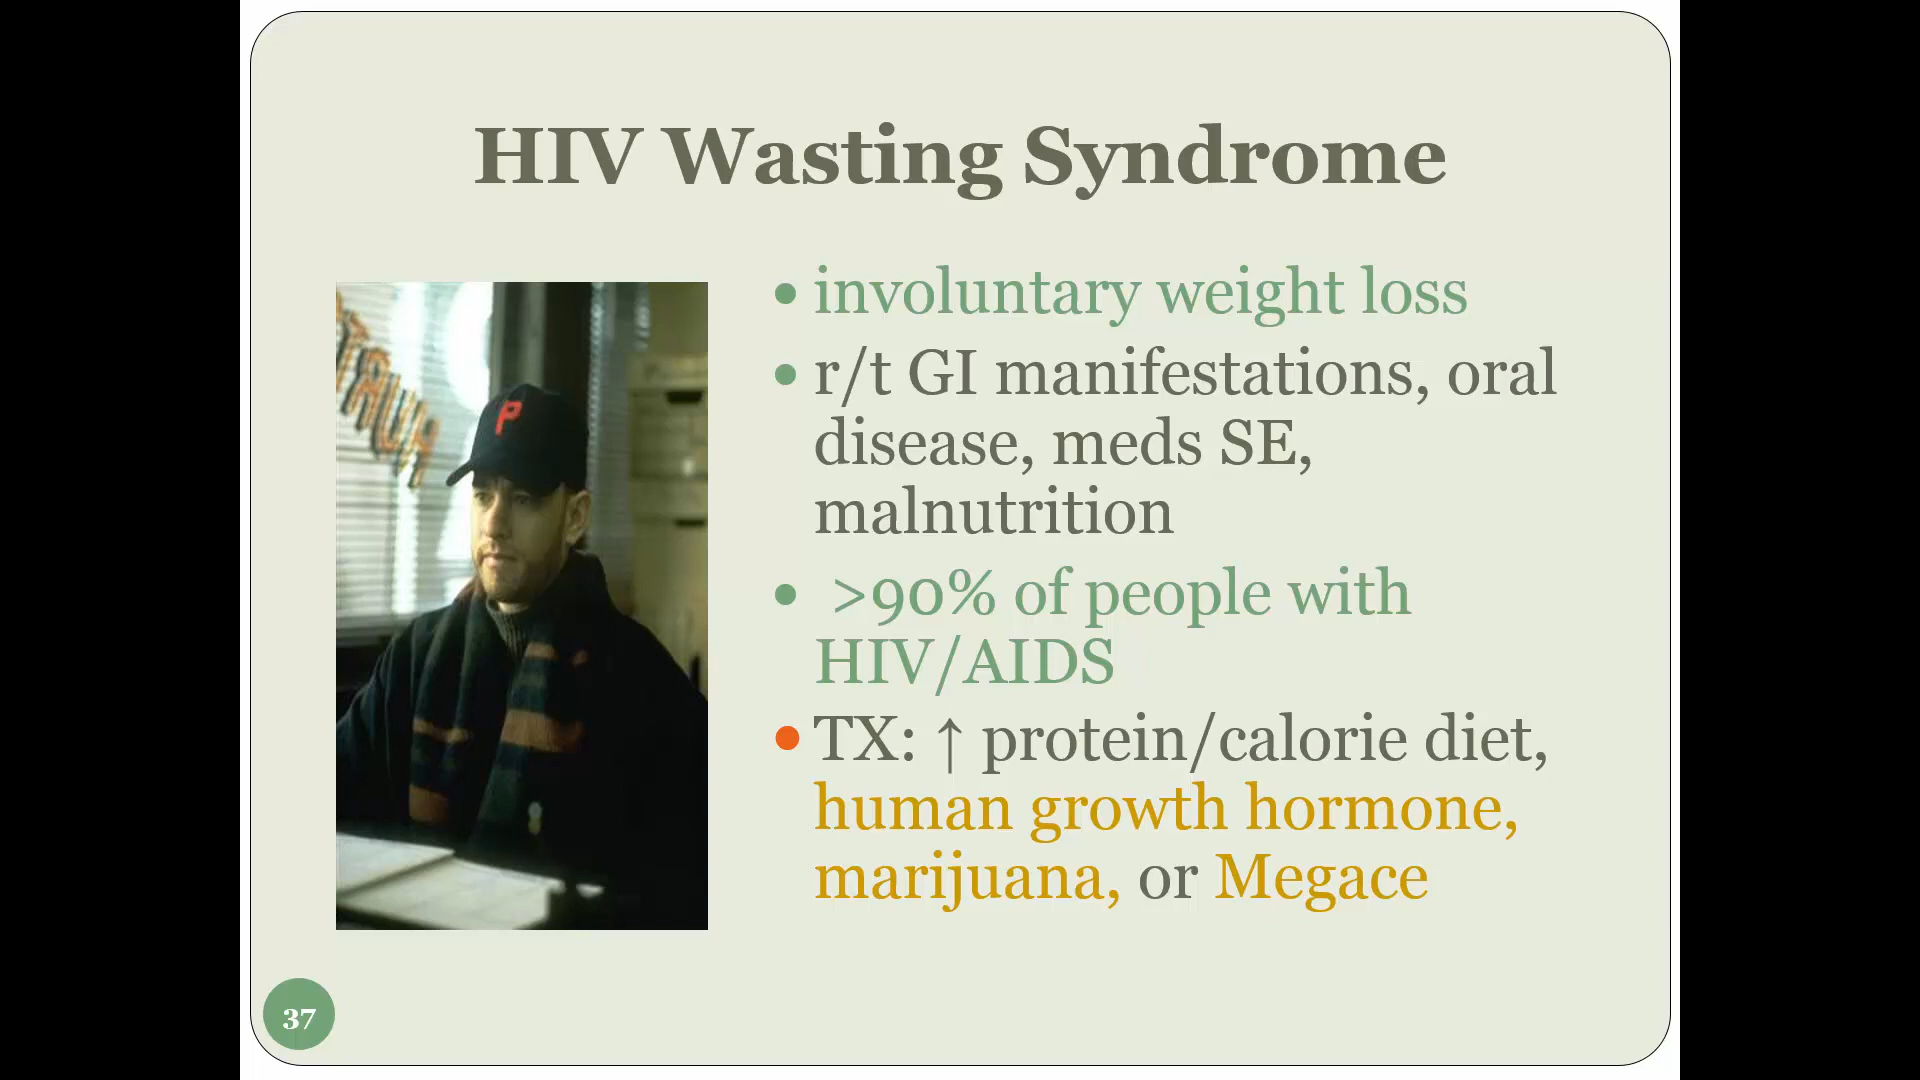 HIV Wasting Syndrome
P
• involuntary weight loss
• r/t GI manifestations, oral
disease, meds SE,
malnutrition
• >90% of people with
HIV/AIDS
• TX: ↑ protein/calorie diet,
human growth hormone,
marijuana, or Megace
37